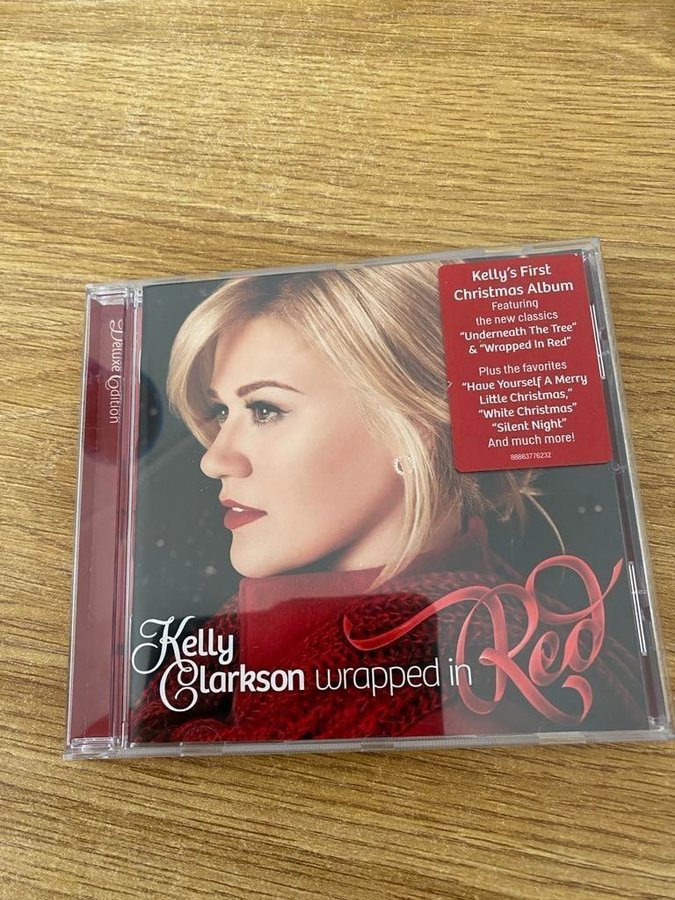 Deluxe Edition
Kelly's First
Christmas Album
Featuring
the new classics
"Underneath The Tree"
& "Wrapped In Red"
Plus the favorites
"Have Yourself A Merry
Little Christmas,"
"White Christmas"
"Silent Night"
And much more!
88883776232
Kelly
Clarkson wrapped in Red